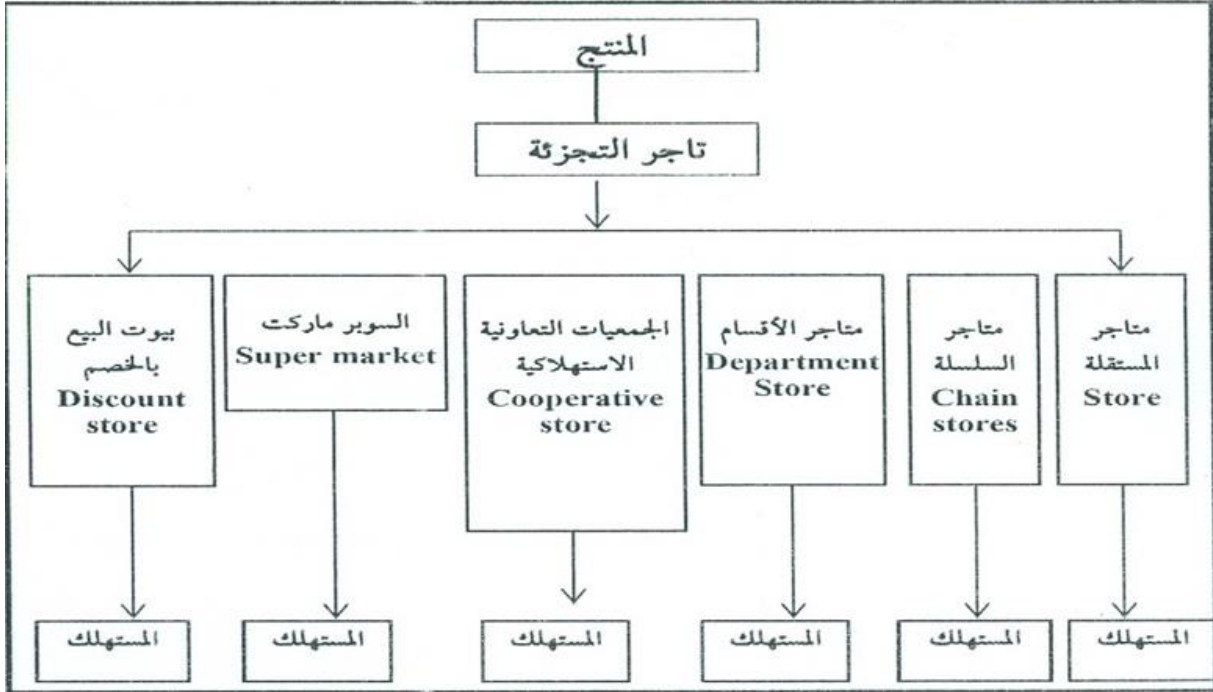 المنتج
تاجر التجزئة
متاجر
المستقلة
Store
متاجر
السلسلة
Chain
stores
متاجر الأقسام
Department
Store
الجمعيات التعاونية
الاستهلاكية
Cooperative
store
السوبر ماركت
Super market
بيوت البيع
بالخصم
Discount
store
المستهلك
المستهلك
المستهلك
المستهلك
المستهلك
المستهلك